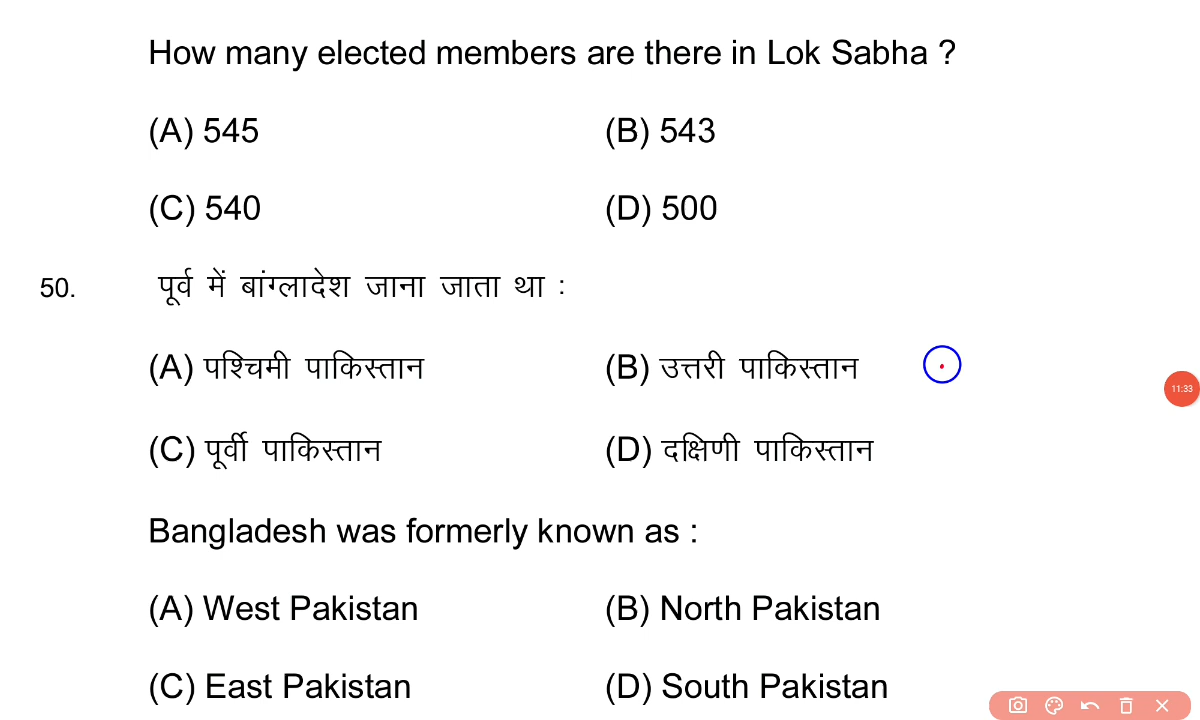 How many elected members are there in Lok Sabha ?
(A) 545 (B) 543
(C) 540 (D) 500
50. पूर्व में बांग्लादेश जाना जाता था :
(A) पश्चिमी पाकिस्तान (B) उत्तरी पाकिस्तान
11:33
(C) पूर्वी पाकिस्तान (D) दक्षिणी पाकिस्तान
Bangladesh was formerly known as :
(A) West Pakistan (B) North Pakistan
(C) East Pakistan (D) South Pakistan